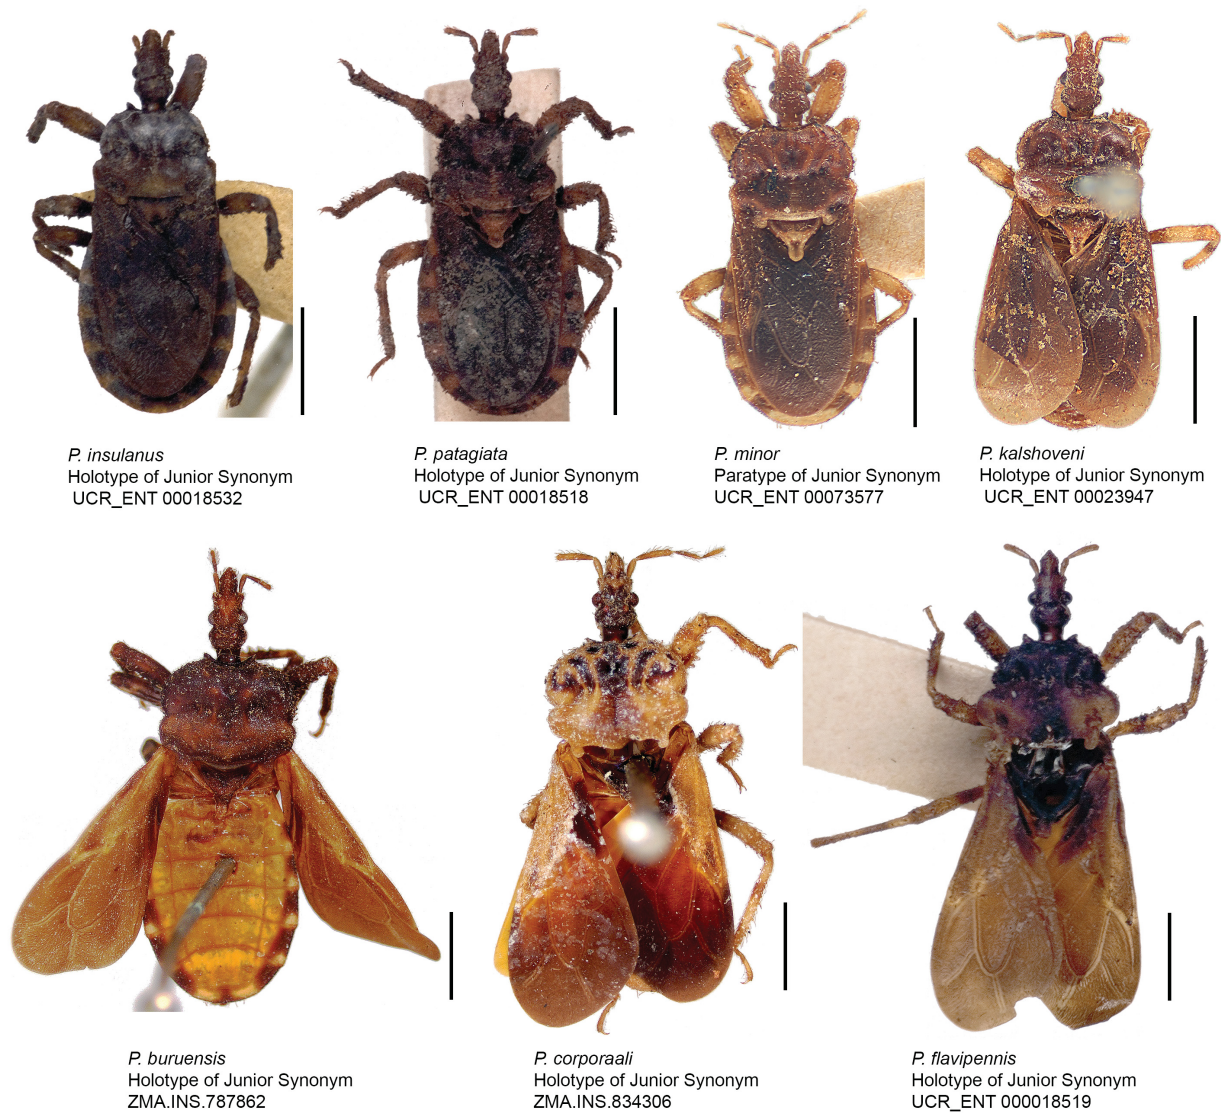 P. insulanus
Holotype of Junior Synonym
UCR_ENT 00018532
P. patagiata
Holotype of Junior Synonym
UCR_ENT 00018518
P. minor
Paratype of Junior Synonym
UCR_ENT 00073577
P. kalshoveni
Holotype of Junior Synonym
UCR_ENT 00023947
P. buruensis
Holotype of Junior Synonym
ZMA.INS.787862
P. corporaali
Holotype of Junior Synonym
ZMA.INS.834306
P. flavipennis
Holotype of Junior Synonym
UCR_ENT 000018519